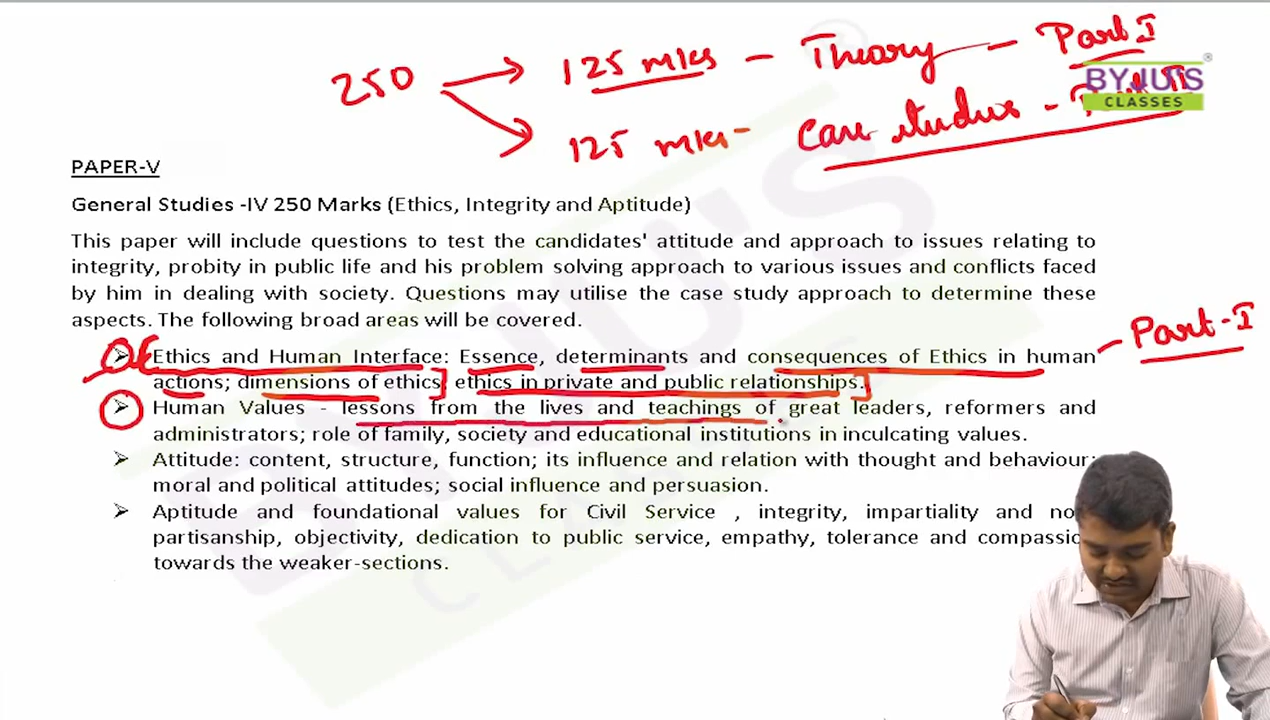 250 → 125 mks - Theory - Part I
BYJU'S
CLASSES
→ 125 mks - Case studies -
PAPER-V
General Studies -IV 250 Marks (Ethics, Integrity and Aptitude)
This paper will include questions to test the candidates' attitude and approach to issues relating to
integrity, probity in public life and his problem solving approach to various issues and conflicts faced
by him in dealing with society. Questions may utilise the case study approach to determine these
aspects. The following broad areas will be covered.
➢ Ethics and Human Interface: Essence, determinants and consequences of Ethics in human
actions; dimensions of ethics; ethics in private and public relationships.
Part-I
➢ Human Values - lessons from the lives and teachings of great leaders, reformers and
administrators; role of family, society and educational institutions in inculcating values.
➢ Attitude: content, structure, function; its influence and relation with thought and behaviour;
moral and political attitudes; social influence and persuasion.
➢ Aptitude and foundational values for Civil Service , integrity, impartiality and
partisanship, objectivity, dedication to public service, empathy, tolerance and
towards the weaker-sections.